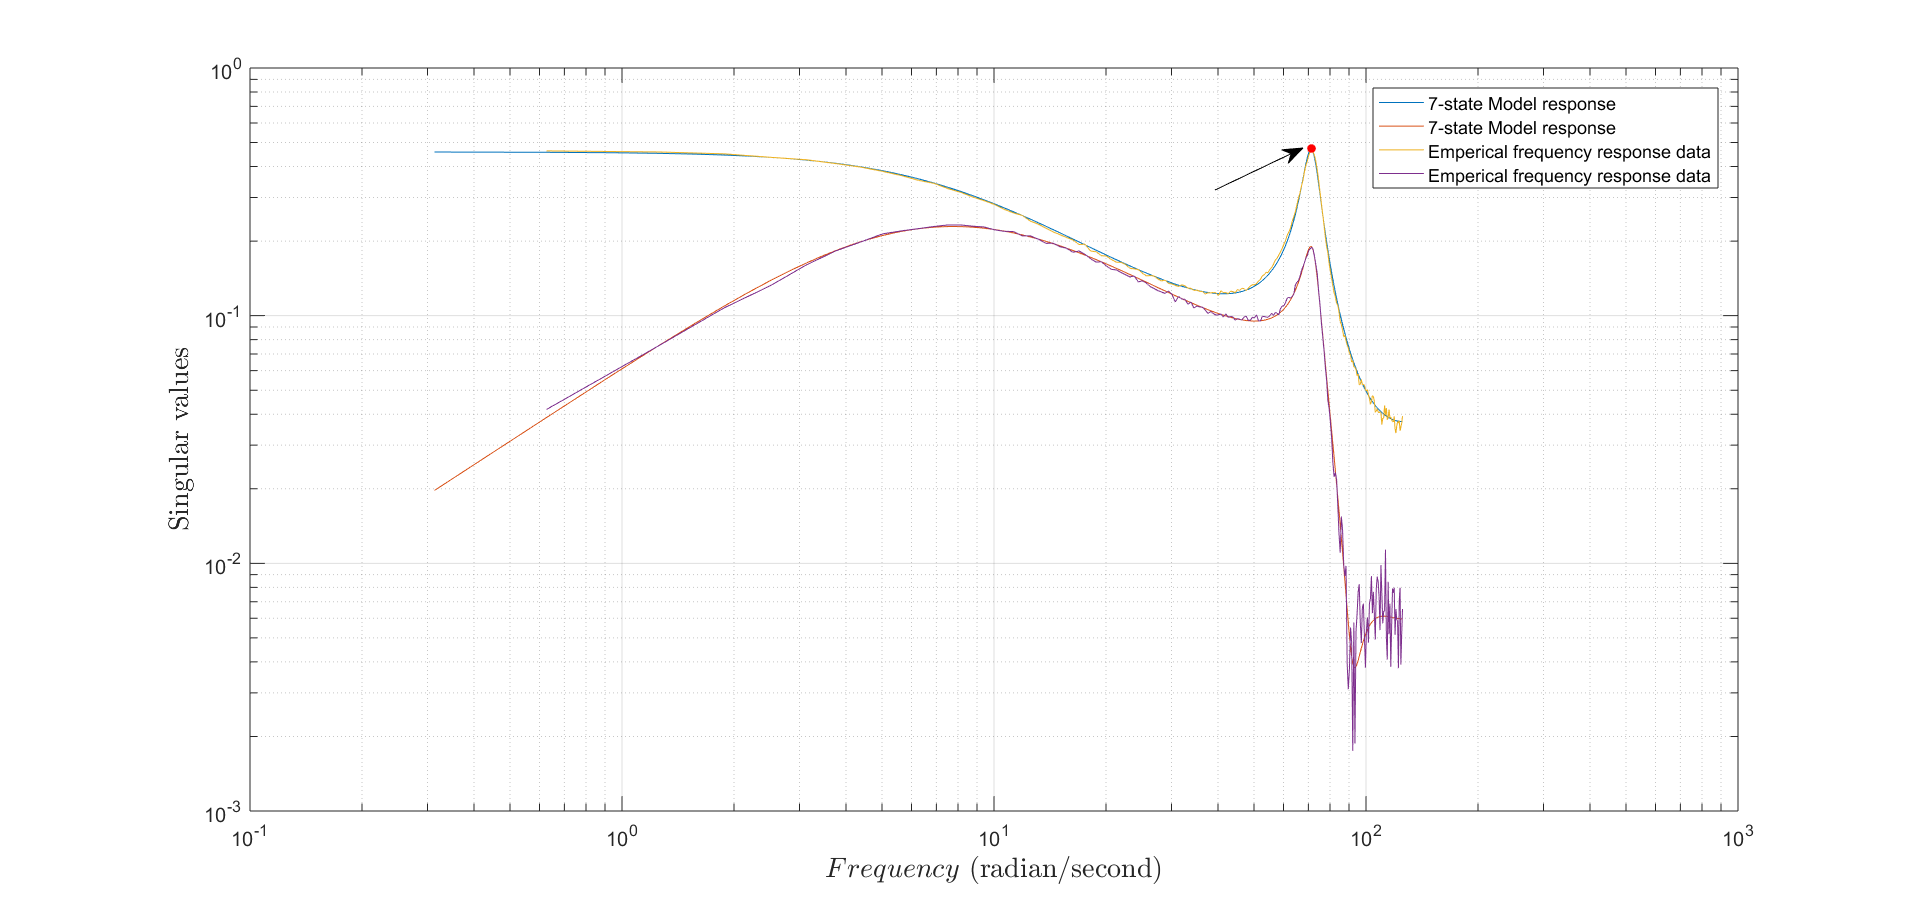 10^0
10^-1
10^-2
10^-3
Singular values
7-state Model response
7-state Model response
Emperical frequency response data
Emperical frequency response data
10^-1 10^0 10^1 10^2 10^3
Frequency (radian/second)